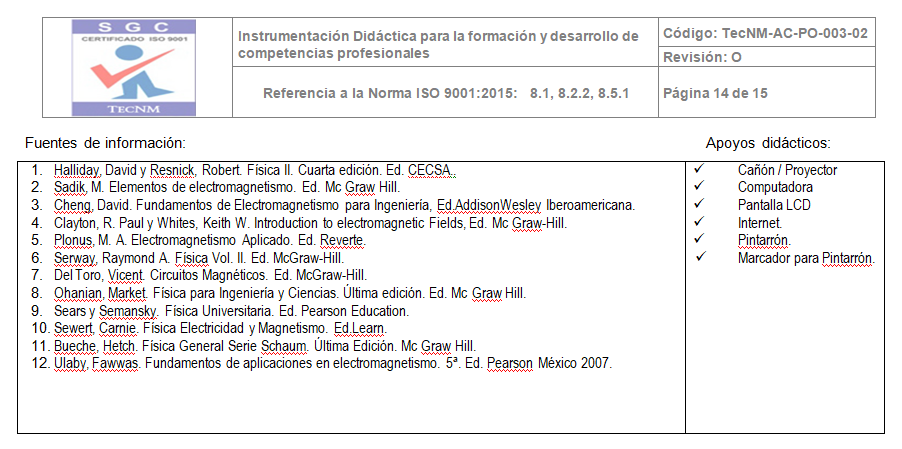 SGC
CERTIFICADO ISO 9001
TECNM
Instrumentación Didáctica para la formación y desarrollo de
competencias profesionales
Código: TecNM-AC-PO-003-02
Revisión: O
Referencia a la Norma ISO 9001:2015: 8.1, 8.2.2, 8.5.1
Página 14 de 15
Fuentes de información:
Apoyos didácticos:
1. Halliday, David y Resnick, Robert. Física II. Cuarta edición. Ed. CECSA..
2. Sadik, M. Elementos de electromagnetismo. Ed. Mc Graw Hill.
3. Cheng, David. Fundamentos de Electromagnetismo para Ingeniería, Ed.AddisonWesley Iberoamericana.
4. Clayton, R. Paul y Whites, Keith W. Introduction to electromagnetic Fields, Ed. Mc Graw-Hill.
5. Plonus, M. A. Electromagnetismo Aplicado. Ed. Reverte.
6. Serway, Raymond A. Física Vol. II. Ed. McGraw-Hill.
7. Del Toro, Vicent. Circuitos Magnéticos. Ed. McGraw-Hill.
8. Ohanian, Market. Física para Ingeniería y Ciencias. Última edición. Ed. Mc Graw Hill.
9. Sears y Semansky. Física Universitaria. Ed. Pearson Education.
10. Sewert, Carnie. Física Electricidad y Magnetismo. Ed.Learn.
11. Bueche, Hetch. Física General Serie Schaum. Última Edición. Mc Graw Hill.
12. Ulaby, Fawwas. Fundamentos de aplicaciones en electromagnetismo. 5ª. Ed. Pearson México 2007.
✓ Cañón / Proyector
✓ Computadora
✓ Pantalla LCD
✓ Internet.
✓ Pintarrón.
✓ Marcador para Pintarrón.